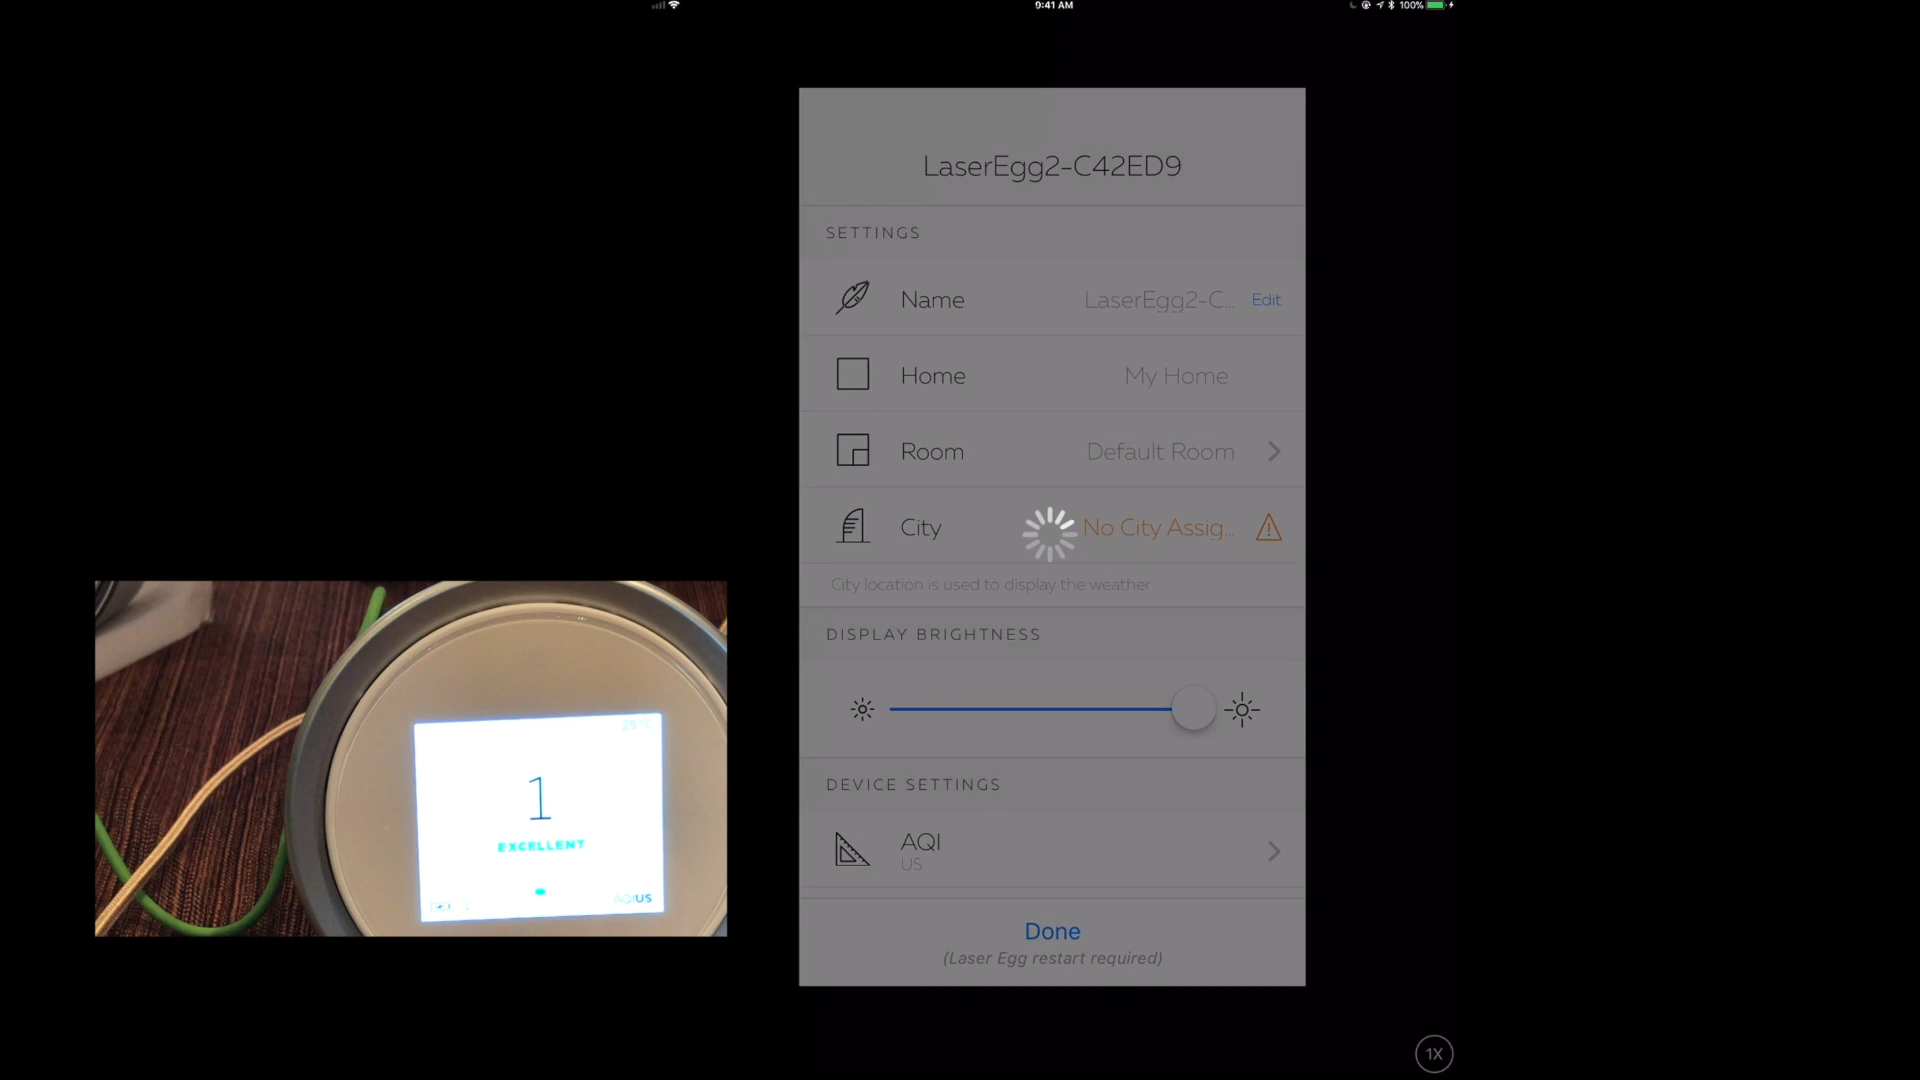 9:41 AM
100%
LaserEgg2-C42ED9
SETTINGS
Name LaserEgg2-C... Edit
Home My Home
Room Default Room
City No City Assig...
City location is used to display the weather
DISPLAY BRIGHTNESS
DEVICE SETTINGS
AQI
US
Done
(Laser Egg restart required)
25°C
1
EXCELLENT
AQIUS
1X